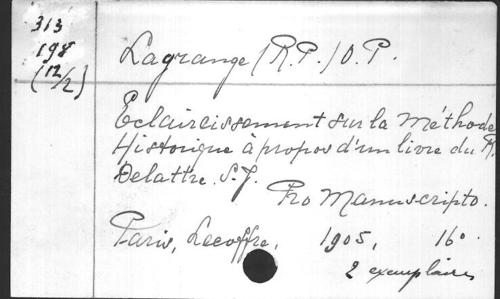 313
198
(12/2)
Lagrange (R.P.) O.P.
Eclaircissement sur la Méthode
Historique à propos d'un livre du P.
Delattre. S.J.
Pro Manuscripto.
Paris, Lecoffre, 1905, 16°
2 exemplaires